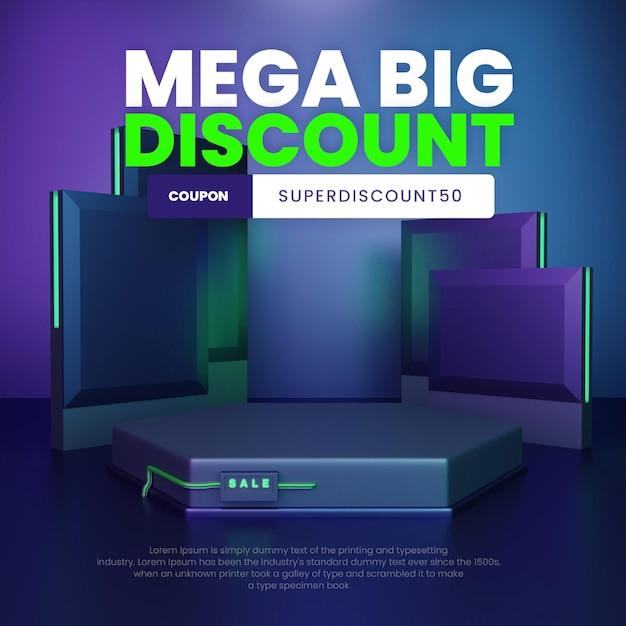 MEGA BIG
DISCOUNT
COUPON SUPERDISCOUNT50
SALE
Lorem Ipsum is simply dummy text of the printing and typesetting
industry. Lorem Ipsum has been the industry's standard dummy text ever since the 1500s,
when an unknown printer took a galley of type and scrambled it to make
a type specimen book